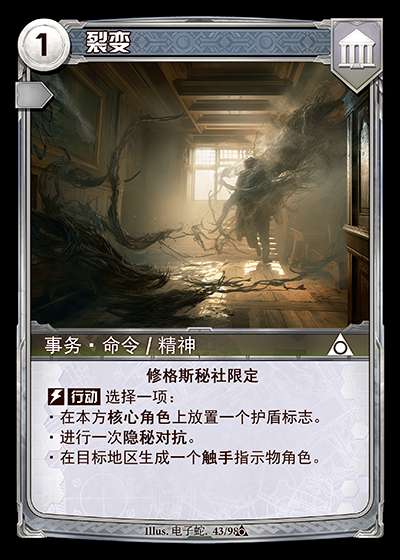 1 裂变
事务·命令 / 精神
修格斯秘社限定
行动 选择一项：
·在本方核心角色上放置一个护盾标志。
·进行一次隐秘对抗。
·在目标地区生成一个触手指示物角色。
Illus. 电子蛇. 43/98